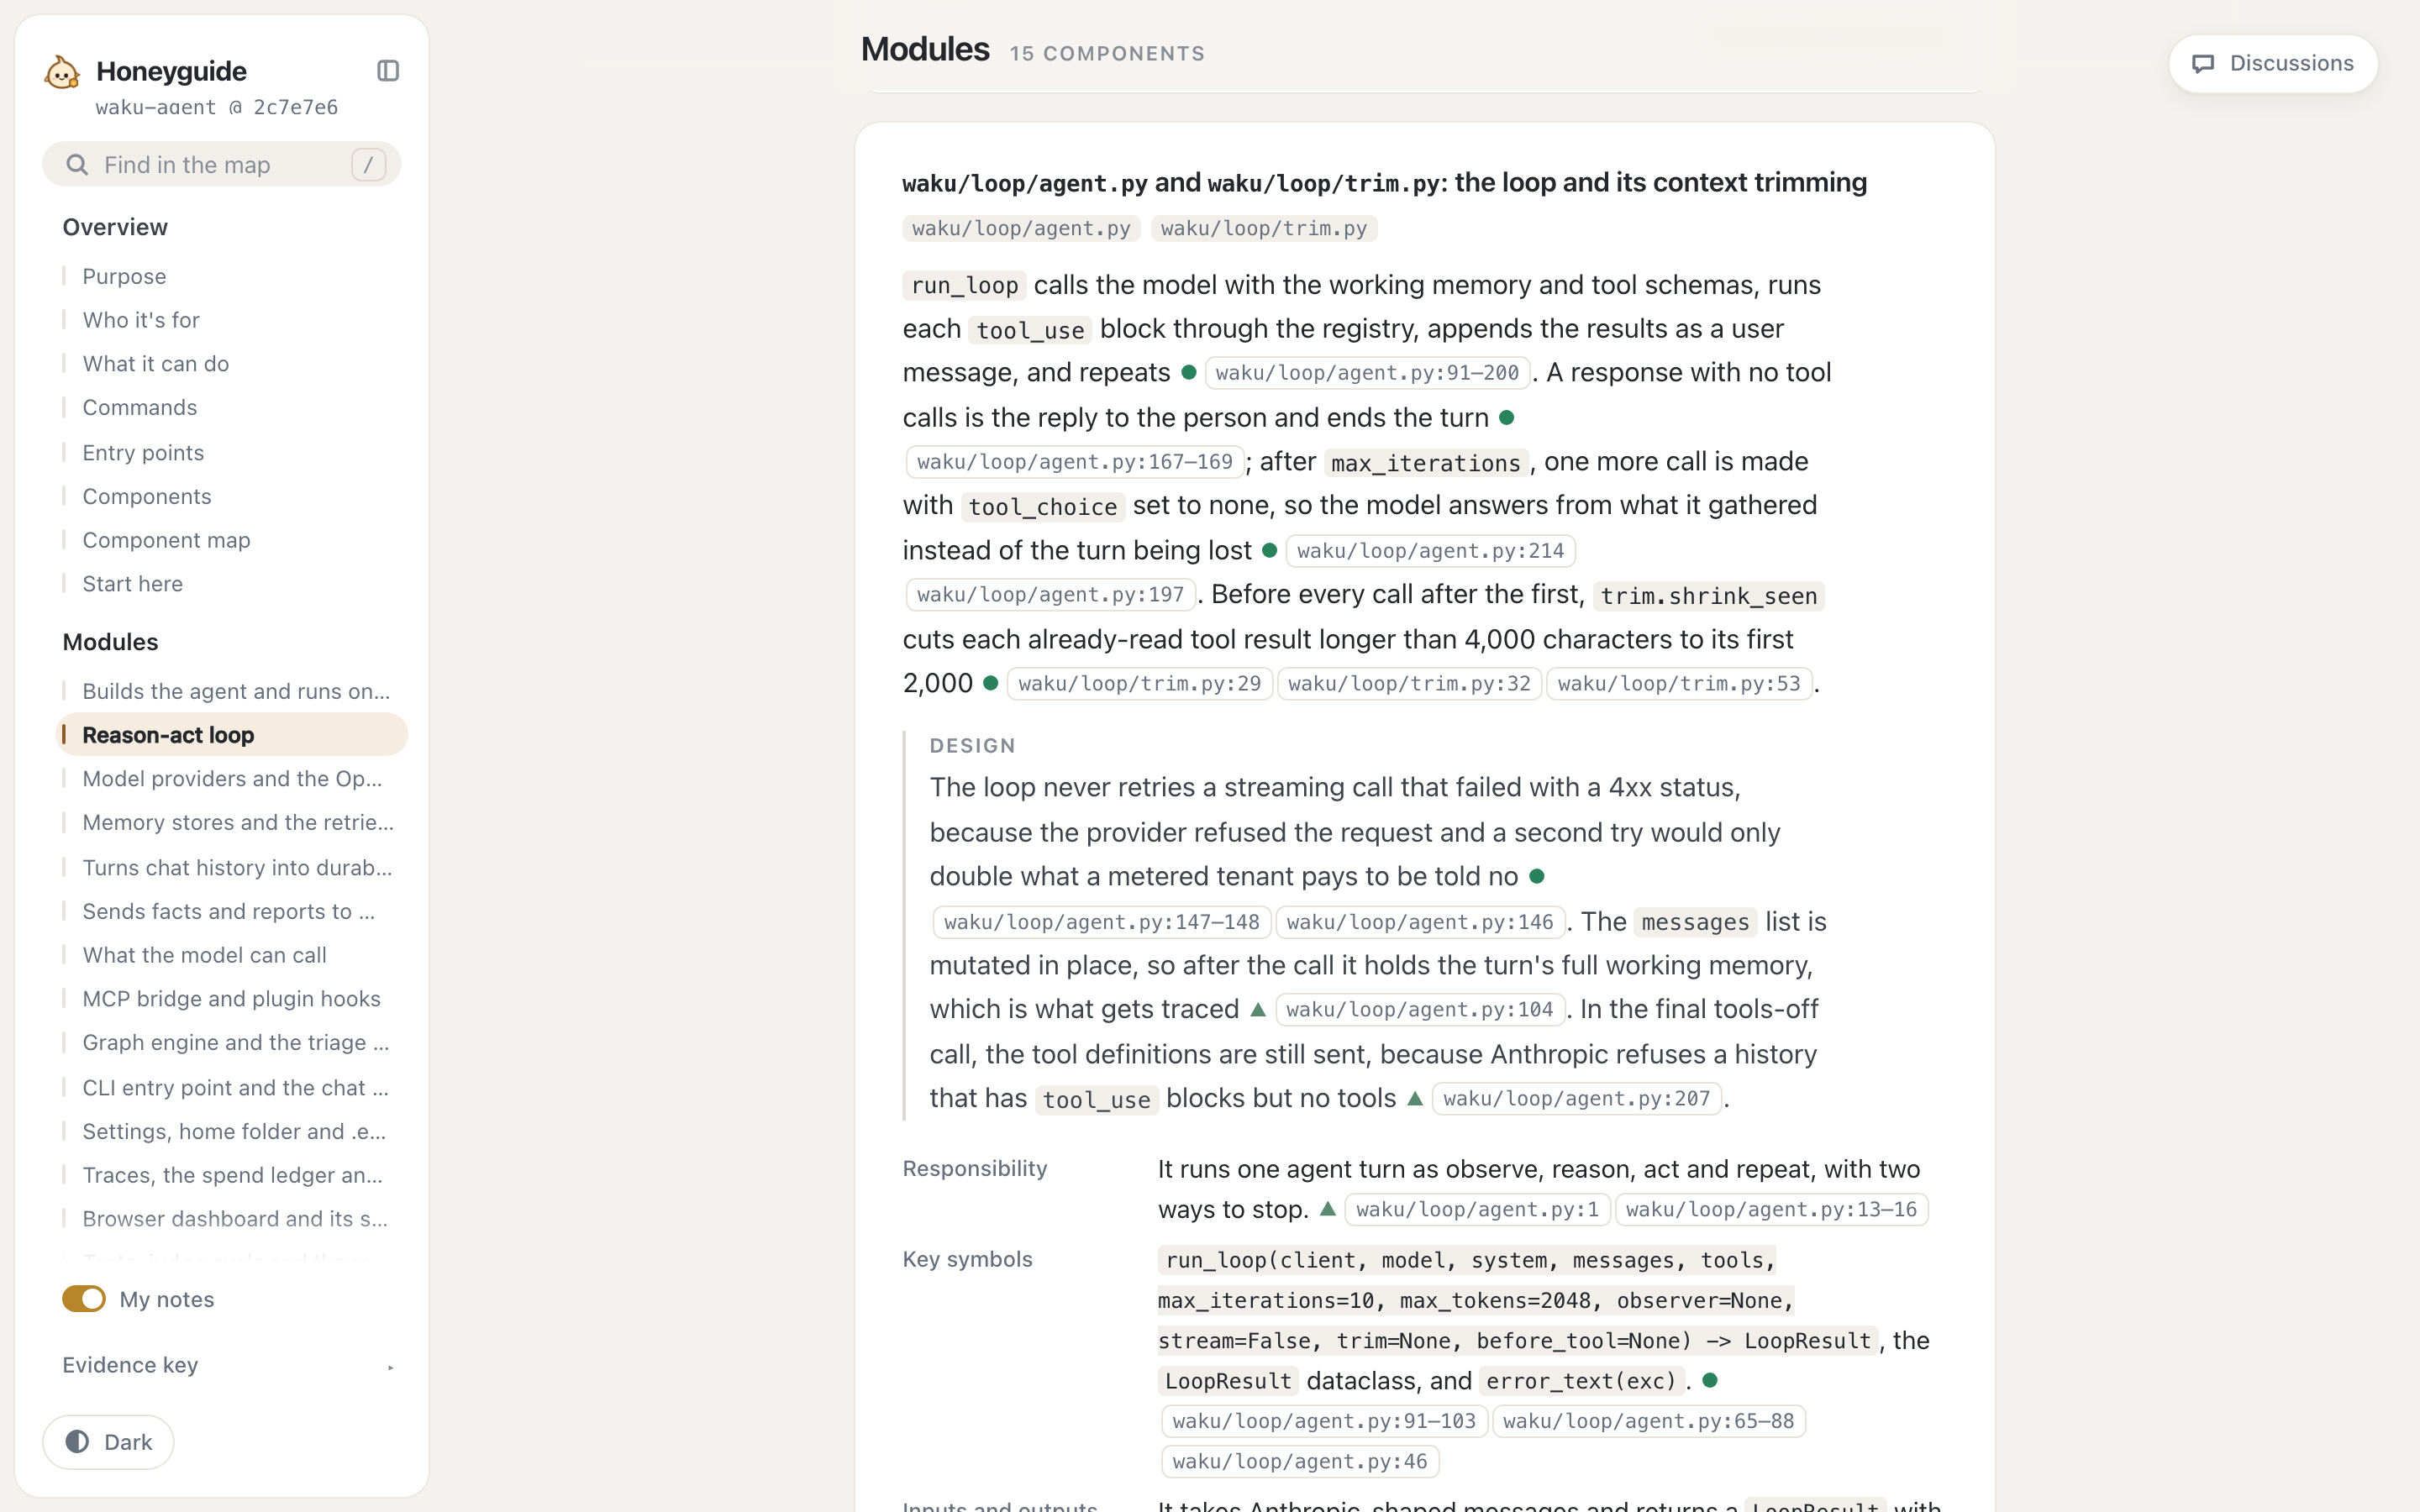 Honeyguide
waku-agent @ 2c7e7e6
Find in the map /
Overview
Purpose
Who it's for
What it can do
Commands
Entry points
Components
Component map
Start here
Modules
Builds the agent and runs on...
Reason-act loop
Model providers and the Op...
Memory stores and the retrie...
Turns chat history into durab...
Sends facts and reports to ...
What the model can call
MCP bridge and plugin hooks
Graph engine and the triage ...
CLI entry point and the chat ...
Settings, home folder and .e...
Traces, the spend ledger an...
Browser dashboard and its s...
My notes
Evidence key
Dark
Modules 15 COMPONENTS
Discussions
waku/loop/agent.py and waku/loop/trim.py: the loop and its context trimming
waku/loop/agent.py waku/loop/trim.py
run_loop calls the model with the working memory and tool schemas, runs
each tool_use block through the registry, appends the results as a user
message, and repeats ● waku/loop/agent.py:91–200. A response with no tool
calls is the reply to the person and ends the turn ●
waku/loop/agent.py:167–169; after max_iterations, one more call is made
with tool_choice set to none, so the model answers from what it gathered
instead of the turn being lost ● waku/loop/agent.py:214
waku/loop/agent.py:197. Before every call after the first, trim.shrink_seen
cuts each already-read tool result longer than 4,000 characters to its first
2,000 ● waku/loop/trim.py:29 waku/loop/trim.py:32 waku/loop/trim.py:53.
DESIGN
The loop never retries a streaming call that failed with a 4xx status,
because the provider refused the request and a second try would only
double what a metered tenant pays to be told no ●
waku/loop/agent.py:147–148 waku/loop/agent.py:146. The messages list is
mutated in place, so after the call it holds the turn's full working memory,
which is what gets traced ▲ waku/loop/agent.py:104. In the final tools-off
call, the tool definitions are still sent, because Anthropic refuses a history
that has tool_use blocks but no tools ▲ waku/loop/agent.py:207.
Responsibility
It runs one agent turn as observe, reason, act and repeat, with two
ways to stop. ▲ waku/loop/agent.py:1 waku/loop/agent.py:13–16
Key symbols
run_loop(client, model, system, messages, tools,
max_iterations=10, max_tokens=2048, observer=None,
stream=False, trim=None, before_tool=None) -> LoopResult, the
LoopResult dataclass, and error_text(exc). ●
waku/loop/agent.py:91–103 waku/loop/agent.py:65–88
waku/loop/agent.py:46
Inputs and outputs
It takes Anthropic-shaped messages and returns a LoopResult with